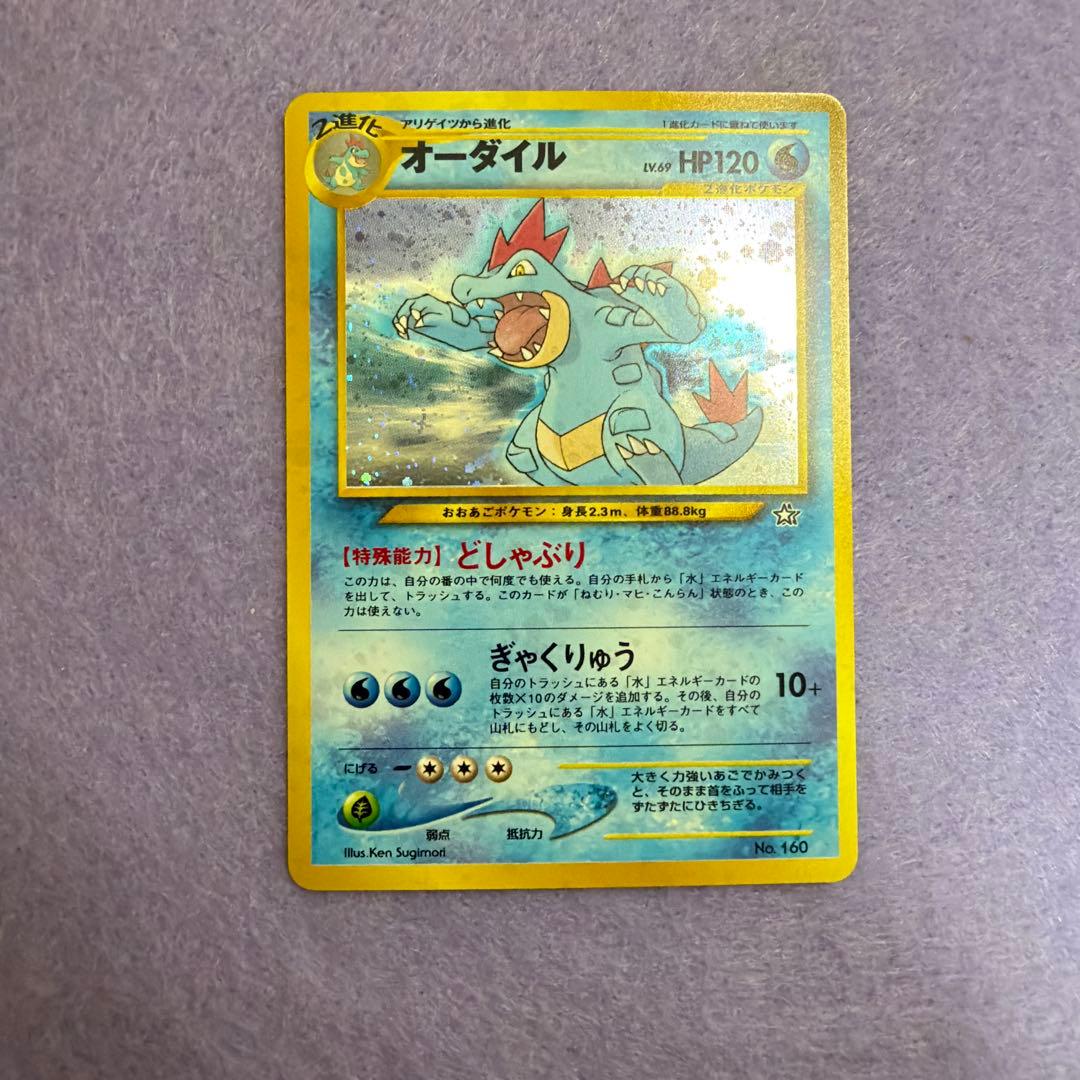 2進化
アリゲイツから進化
1進化カードに重ねて使います
オーダイル
LV.69 HP120
2進化ポケモン
おおあごポケモン：身長2.3m、体重88.8kg
【特殊能力】どしゃぶり
この力は、自分の番の中で何度でも使える。自分の手札から「水」エネルギーカード
を出して、トラッシュする。このカードが「ねむり・マヒ・こんらん」状態のとき、この
力は使えない。
ぎゃくりゅう
自分のトラッシュにある「水」エネルギーカードの
枚数×10のダメージを追加する。その後、自分の
トラッシュにある「水」エネルギーカードをすべて
山札にもどし、その山札をよく切る。
10+
にげる
大きく力強いあごでかみつく
と、そのまま首をふって相手を
ずたずたにひきちぎる。
弱点
抵抗力
Illus.Ken Sugimori
No. 160